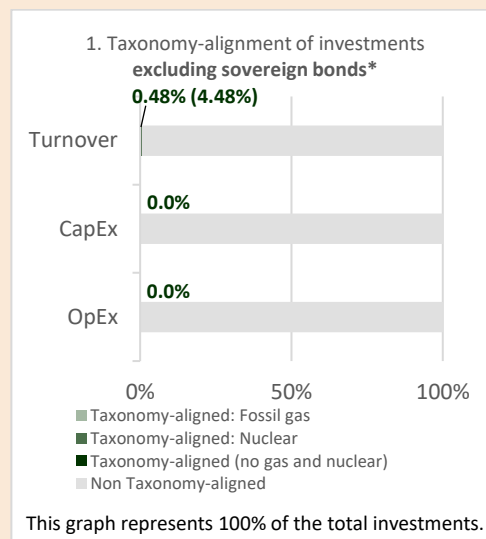 1. Taxonomy-alignment of investments
excluding sovereign bonds*
0.48% (4.48%)
Turnover
0.0%
CapEx
0.0%
OpEx
0%
50%
100%
Taxonomy-aligned: Fossil gas
Taxonomy-aligned: Nuclear
Taxonomy-aligned (no gas and nuclear)
Non Taxonomy-aligned
This graph represents 100% of the total investments.